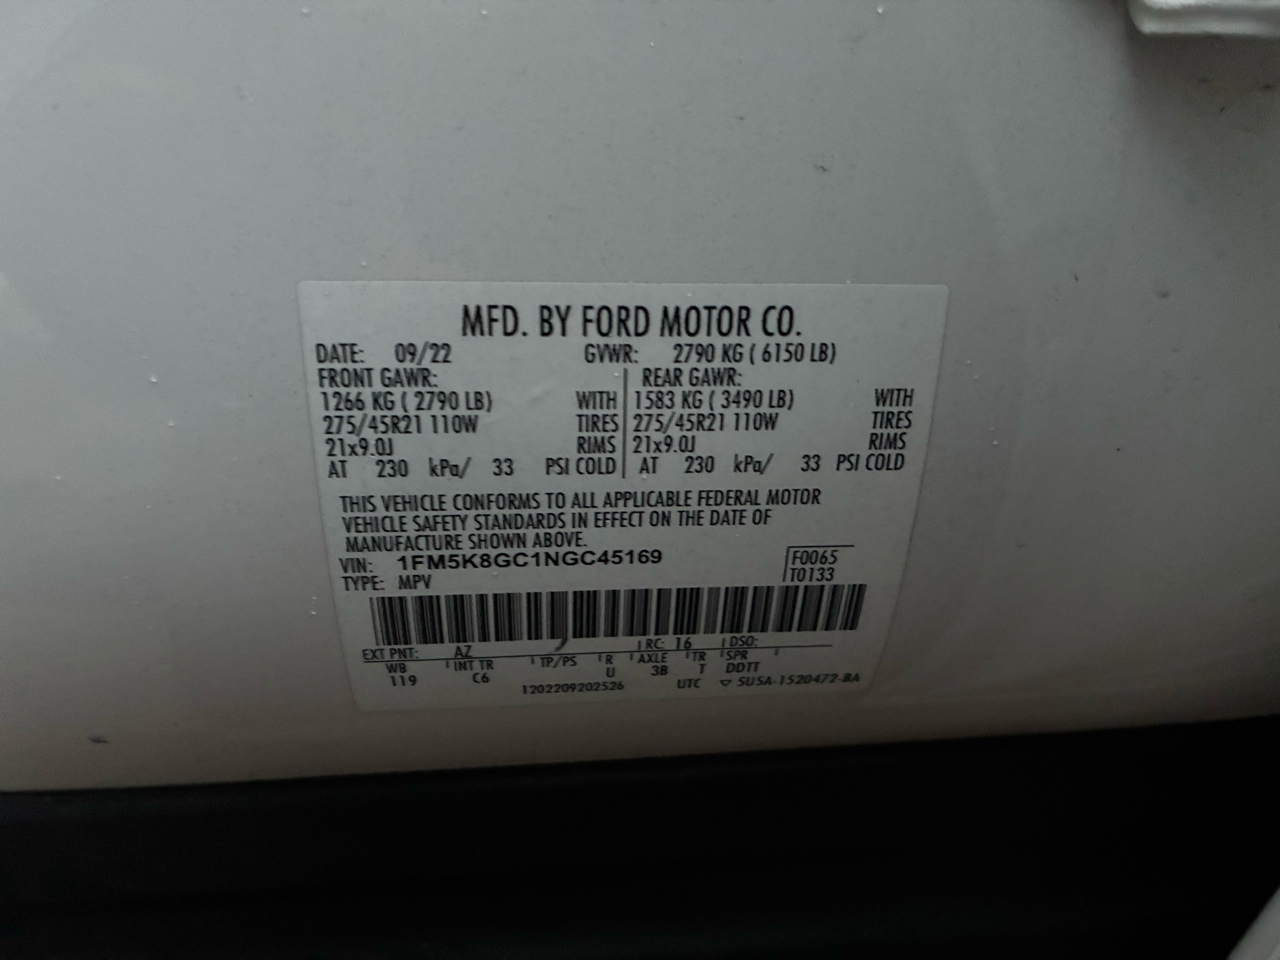 MFD. BY FORD MOTOR CO.
DATE: 09/22 GVWR: 2790 KG ( 6150 LB)
FRONT GAWR: REAR GAWR:
1266 KG ( 2790 LB) WITH 1583 KG ( 3490 LB) WITH
275/45R21 110W TIRES 275/45R21 110W TIRES
21x9.0J RIMS 21x9.0J RIMS
AT 230 kPa/ 33 PSI COLD AT 230 kPa/ 33 PSI COLD
THIS VEHICLE CONFORMS TO ALL APPLICABLE FEDERAL MOTOR
VEHICLE SAFETY STANDARDS IN EFFECT ON THE DATE OF
MANUFACTURE SHOWN ABOVE.
VIN: 1FM5K8GC1NGC45169 F0065
TYPE: MPV T0133
EXT PNT: AZ RC: 16 DSO:
WB INT TR TP/PS R AXLE TR SPR
119 C6 U 3B T DDTT
1202209202526 UTC ▽ SU5A-1520472-BA